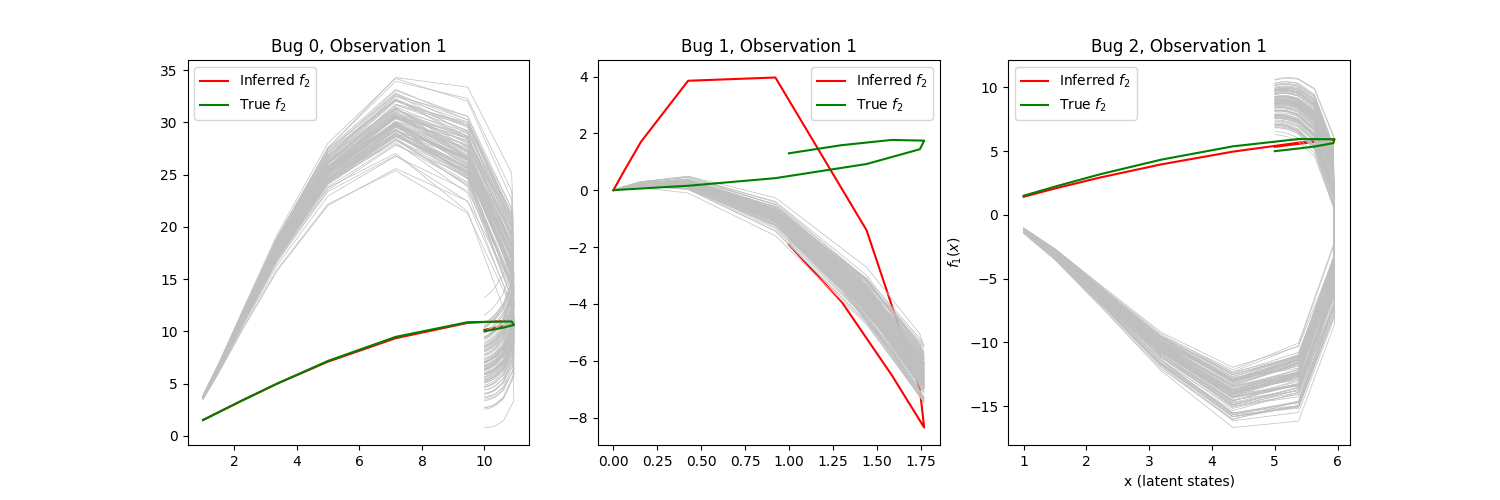 Bug 0, Observation 1
Inferred f₂
True f₂
35
30
25
20
15
10
5
0
2 4 6 8 10
Bug 1, Observation 1
Inferred f₂
True f₂
4
2
0
−2
−4
−6
−8
0.00 0.25 0.50 0.75 1.00 1.25 1.50 1.75
Bug 2, Observation 1
Inferred f₂
True f₂
f₁(x)
10
5
0
−5
−10
−15
1 2 3 4 5 6
x (latent states)